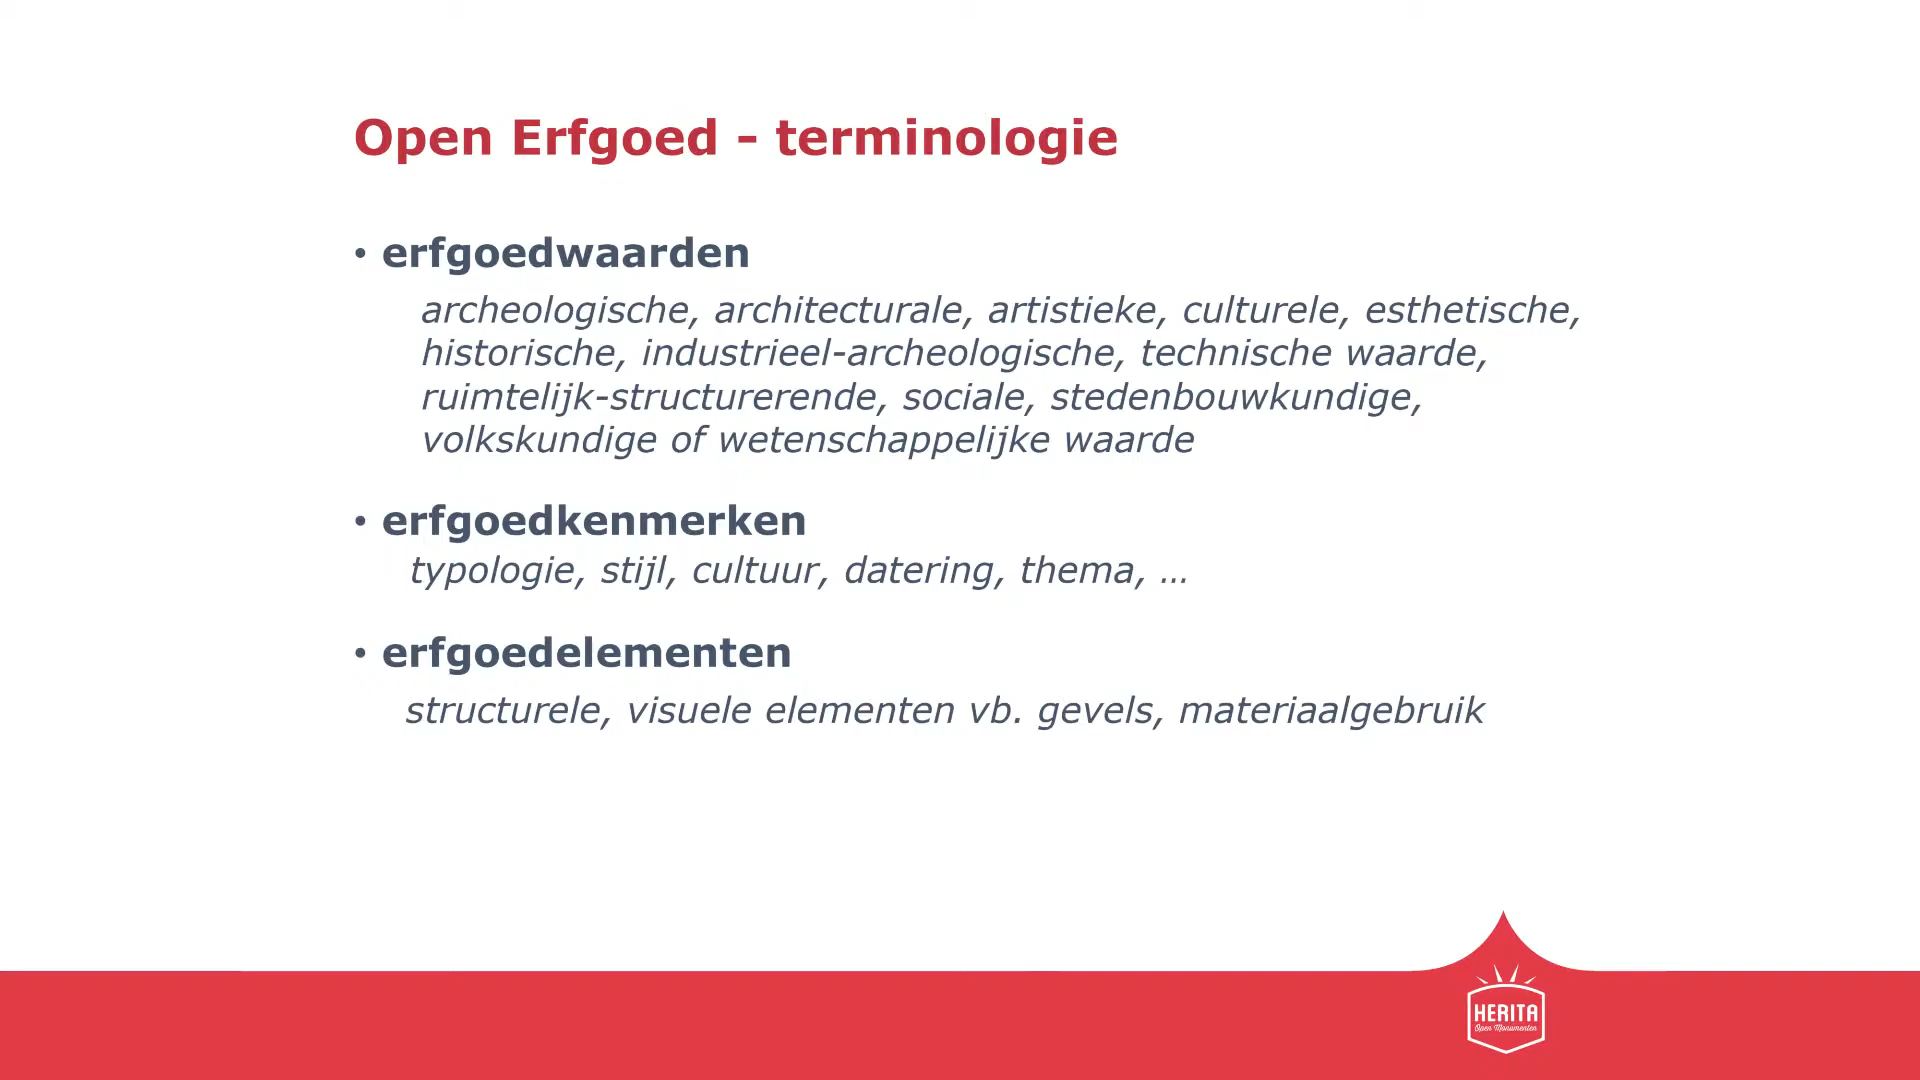 Open Erfgoed - terminologie
• erfgoedwaarden
archeologische, architecturale, artistieke, culturele, esthetische,
historische, industrieel-archeologische, technische waarde,
ruimtelijk-structurerende, sociale, stedenbouwkundige,
volkskundige of wetenschappelijke waarde
• erfgoedkenmerken
typologie, stijl, cultuur, datering, thema, …
• erfgoedelementen
structurele, visuele elementen vb. gevels, materiaalgebruik
HERITA
Open Monumenten